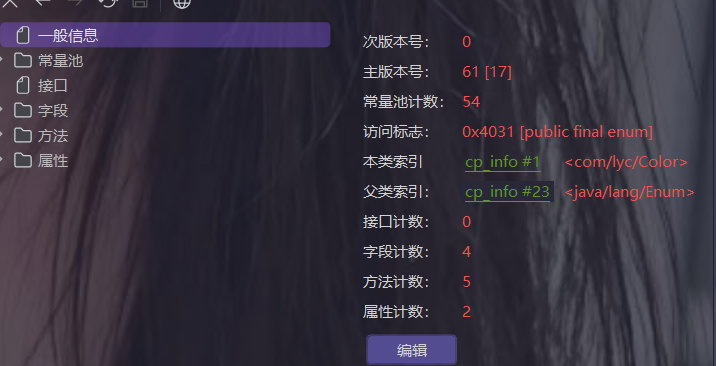 一般信息
常量池
接口
字段
方法
属性
次版本号： 0
主版本号： 61 [17]
常量池计数： 54
访问标志： 0x4031 [public final enum]
本类索引 cp_info #1 <com/lyc/Color>
父类索引： cp_info #23 <java/lang/Enum>
接口计数： 0
字段计数： 4
方法计数： 5
属性计数： 2
编辑